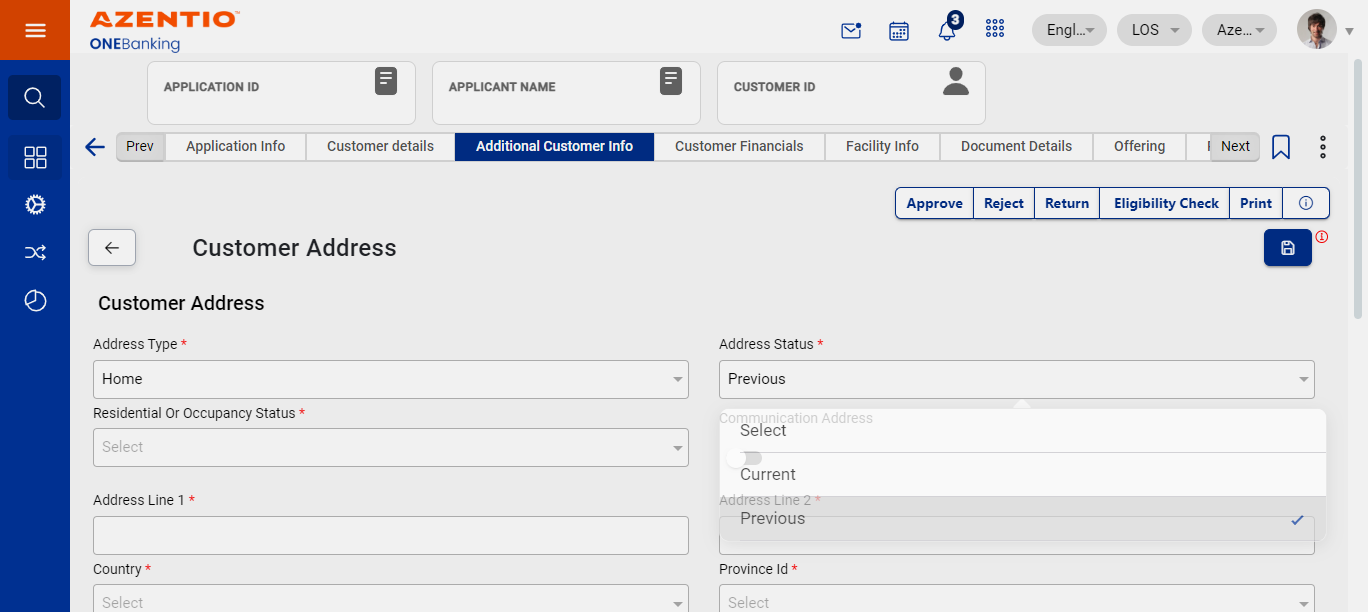 AZENTIO
ONEBanking
3
Engl...
LOS
Aze...
APPLICATION ID
APPLICANT NAME
CUSTOMER ID
Prev
Application Info
Customer details
Additional Customer Info
Customer Financials
Facility Info
Document Details
Offering
Next
Approve
Reject
Return
Eligibility Check
Print
Customer Address
Customer Address
Address Type *
Address Status *
Home
Previous
Residential Or Occupancy Status *
Communication Address
Select
Select
Current
Address Line 1 *
Address Line 2 *
Previous
Country *
Province Id *
Select
Select